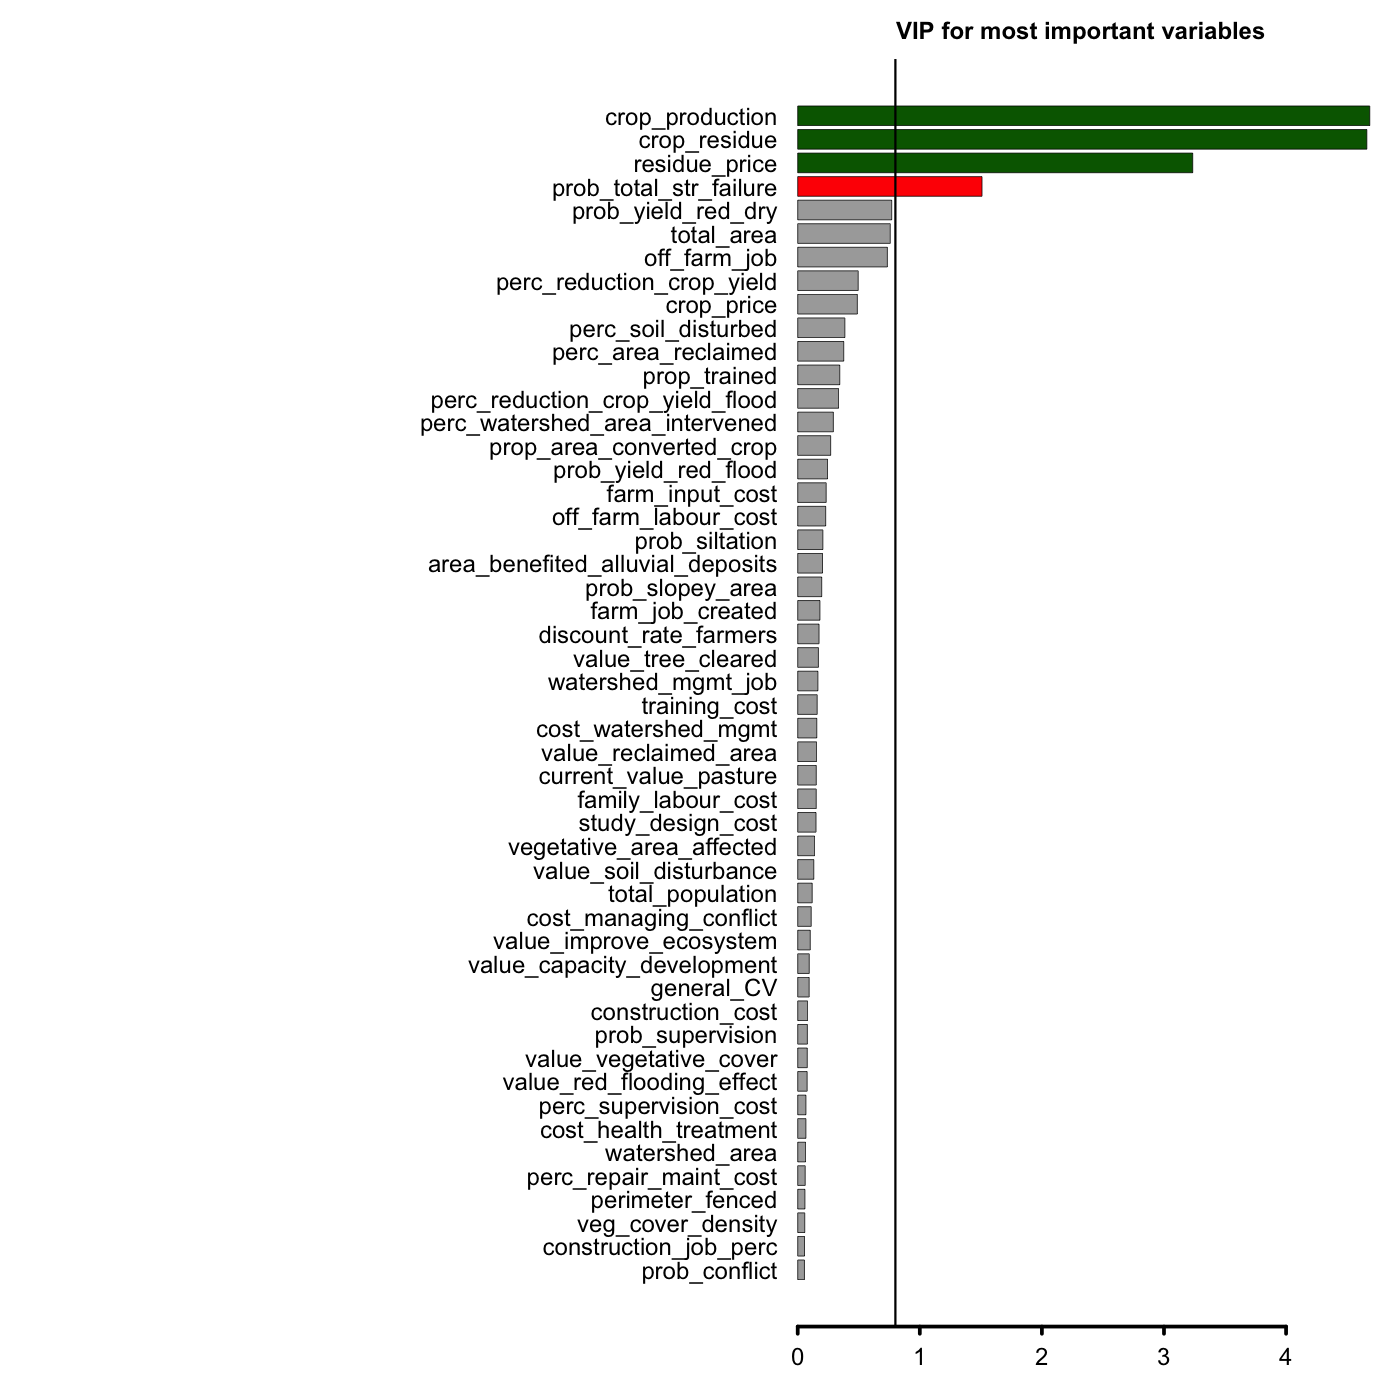 VIP for most important variables
crop_production
crop_residue
residue_price
prob_total_str_failure
prob_yield_red_dry
total_area
off_farm_job
perc_reduction_crop_yield
crop_price
perc_soil_disturbed
perc_area_reclaimed
prop_trained
perc_reduction_crop_yield_flood
perc_watershed_area_intervened
prop_area_converted_crop
prob_yield_red_flood
farm_input_cost
off_farm_labour_cost
prob_siltation
area_benefited_alluvial_deposits
prob_slopey_area
farm_job_created
discount_rate_farmers
value_tree_cleared
watershed_mgmt_job
training_cost
cost_watershed_mgmt
value_reclaimed_area
current_value_pasture
family_labour_cost
study_design_cost
vegetative_area_affected
value_soil_disturbance
total_population
cost_managing_conflict
value_improve_ecosystem
value_capacity_development
general_CV
construction_cost
prob_supervision
value_vegetative_cover
value_red_flooding_effect
perc_supervision_cost
cost_health_treatment
watershed_area
perc_repair_maint_cost
perimeter_fenced
veg_cover_density
construction_job_perc
prob_conflict
0 1 2 3 4